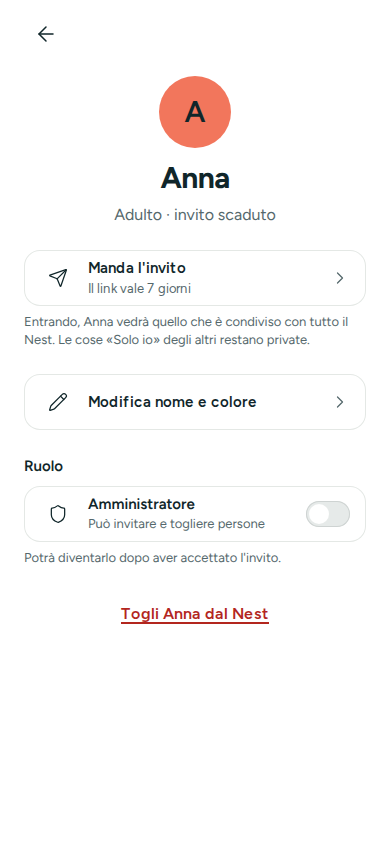 A
Anna
Adulto · invito scaduto
Manda l'invito
Il link vale 7 giorni
Entrando, Anna vedrà quello che è condiviso con tutto il
Nest. Le cose «Solo io» degli altri restano private.
Modifica nome e colore
Ruolo
Amministratore
Può invitare e togliere persone
Potrà diventarlo dopo aver accettato l'invito.
Togli Anna dal Nest